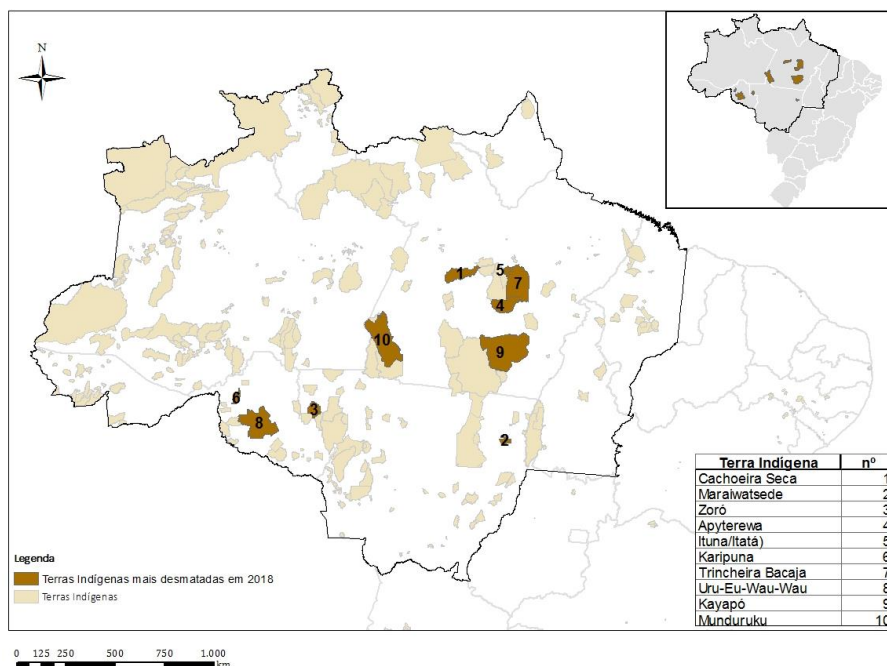 N
1
5
7
4
10
9
6
8
3
2
Terra Indígena nº
Cachoeira Seca 1
Maraiwatsede 2
Zoró 3
Apyterewa 4
Ituna/Itatá) 5
Karipuna 6
Trincheira Bacaja 7
Uru-Eu-Wau-Wau 8
Kayapó 9
Munduruku 10
Legenda
Terras Indígenas mais desmatadas em 2018
Terras Indígenas
0 125 250 500 750 1.000
km